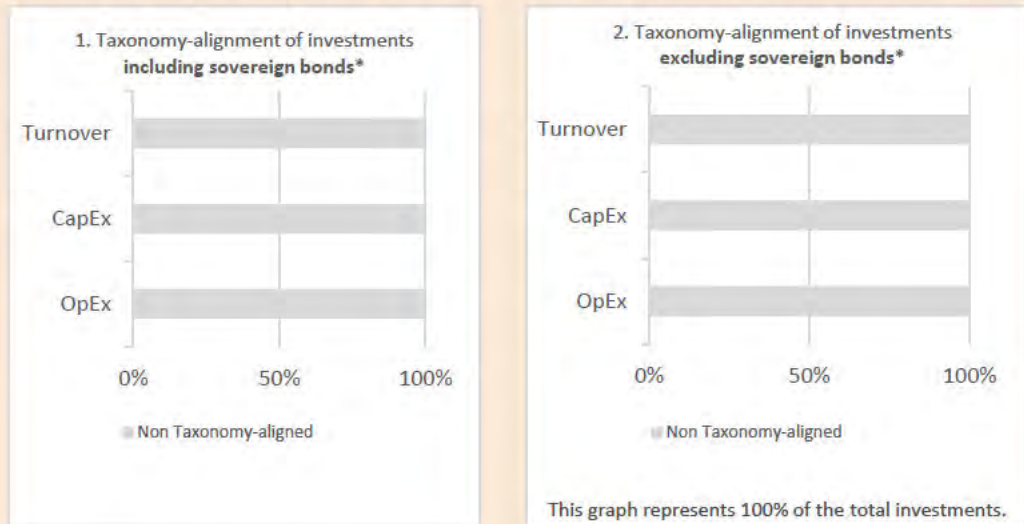 1. Taxonomy-alignment of investments
including sovereign bonds*
Turnover
CapEx
OpEx
0% 50% 100%
Non Taxonomy-aligned
2. Taxonomy-alignment of investments
excluding sovereign bonds*
Turnover
CapEx
OpEx
0% 50% 100%
Non Taxonomy-aligned
This graph represents 100% of the total investments.